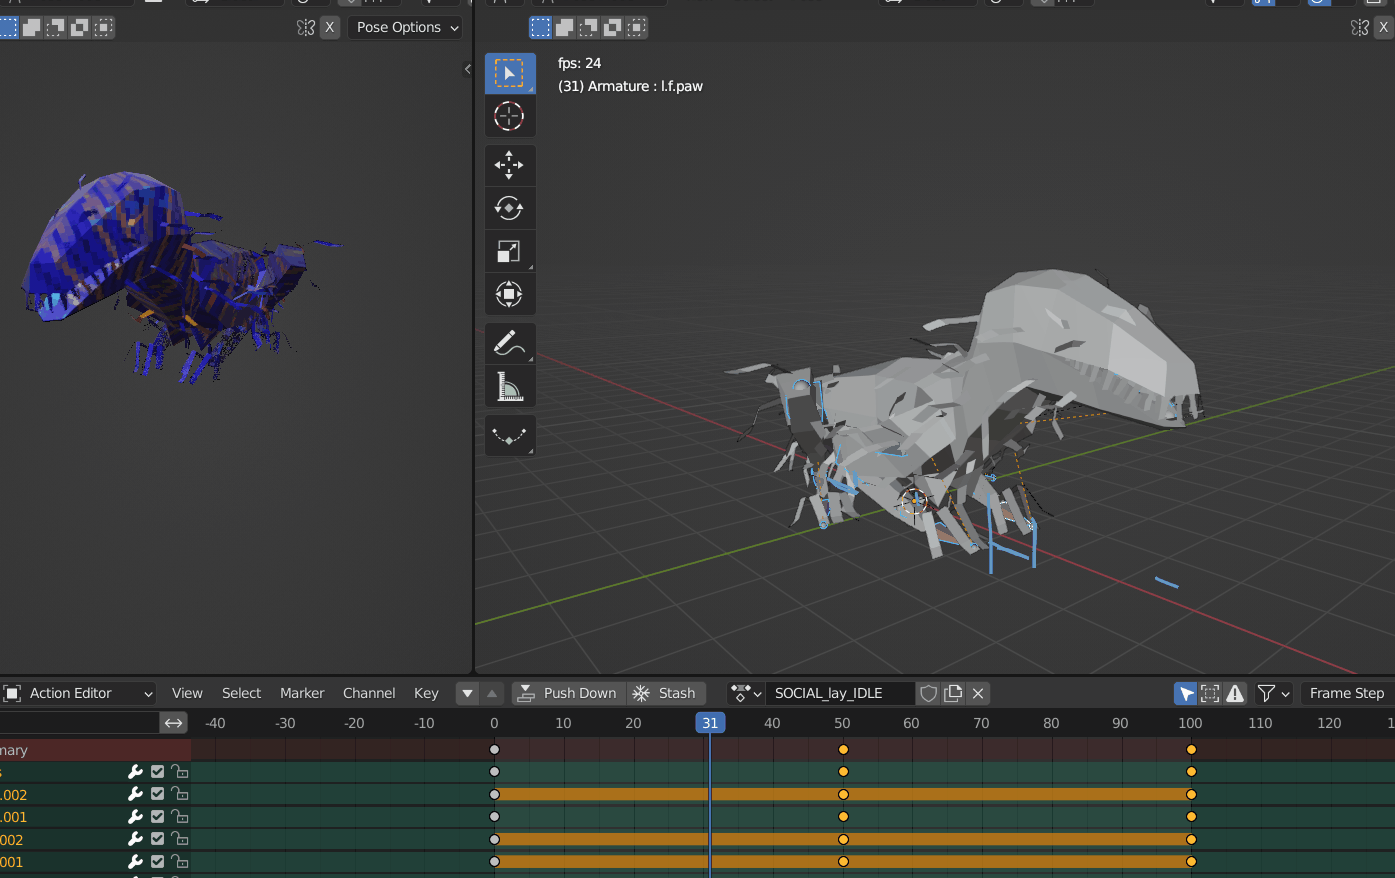 X Pose Options
X
fps: 24
(31) Armature : l.f.paw
Action Editor View Select Marker Channel Key Push Down Stash SOCIAL_lay_IDLE Frame Step
-40 -30 -20 -10 0 10 20 31 40 50 60 70 80 90 100 110 120 1
mary
s
.002
.001
002
001